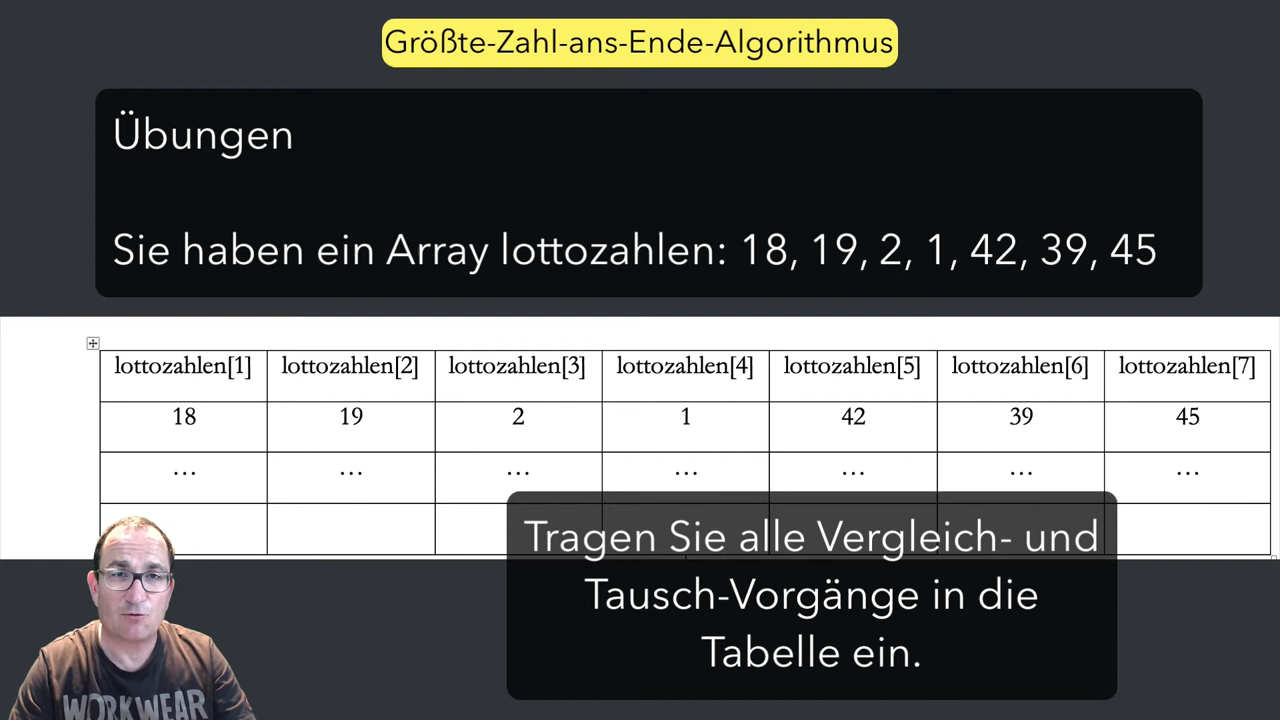 Größte-Zahl-ans-Ende-Algorithmus
Übungen
Sie haben ein Array lottozahlen: 18, 19, 2, 1, 42, 39, 45
lottozahlen[1] lottozahlen[2] lottozahlen[3] lottozahlen[4] lottozahlen[5] lottozahlen[6] lottozahlen[7]
18 19 2 1 42 39 45
... ... ... ... ... ... ...
Tragen Sie alle Vergleich- und
Tausch-Vorgänge in die
Tabelle ein.
WORKWEAR